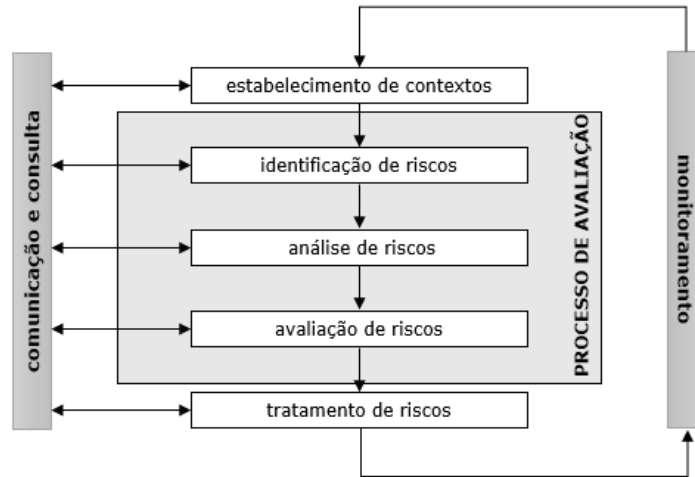 estabelecimento de contextos
comunicação e consulta
identificação de riscos
análise de riscos
avaliação de riscos
PROCESSO DE AVALIAÇÃO
monitoramento
tratamento de riscos